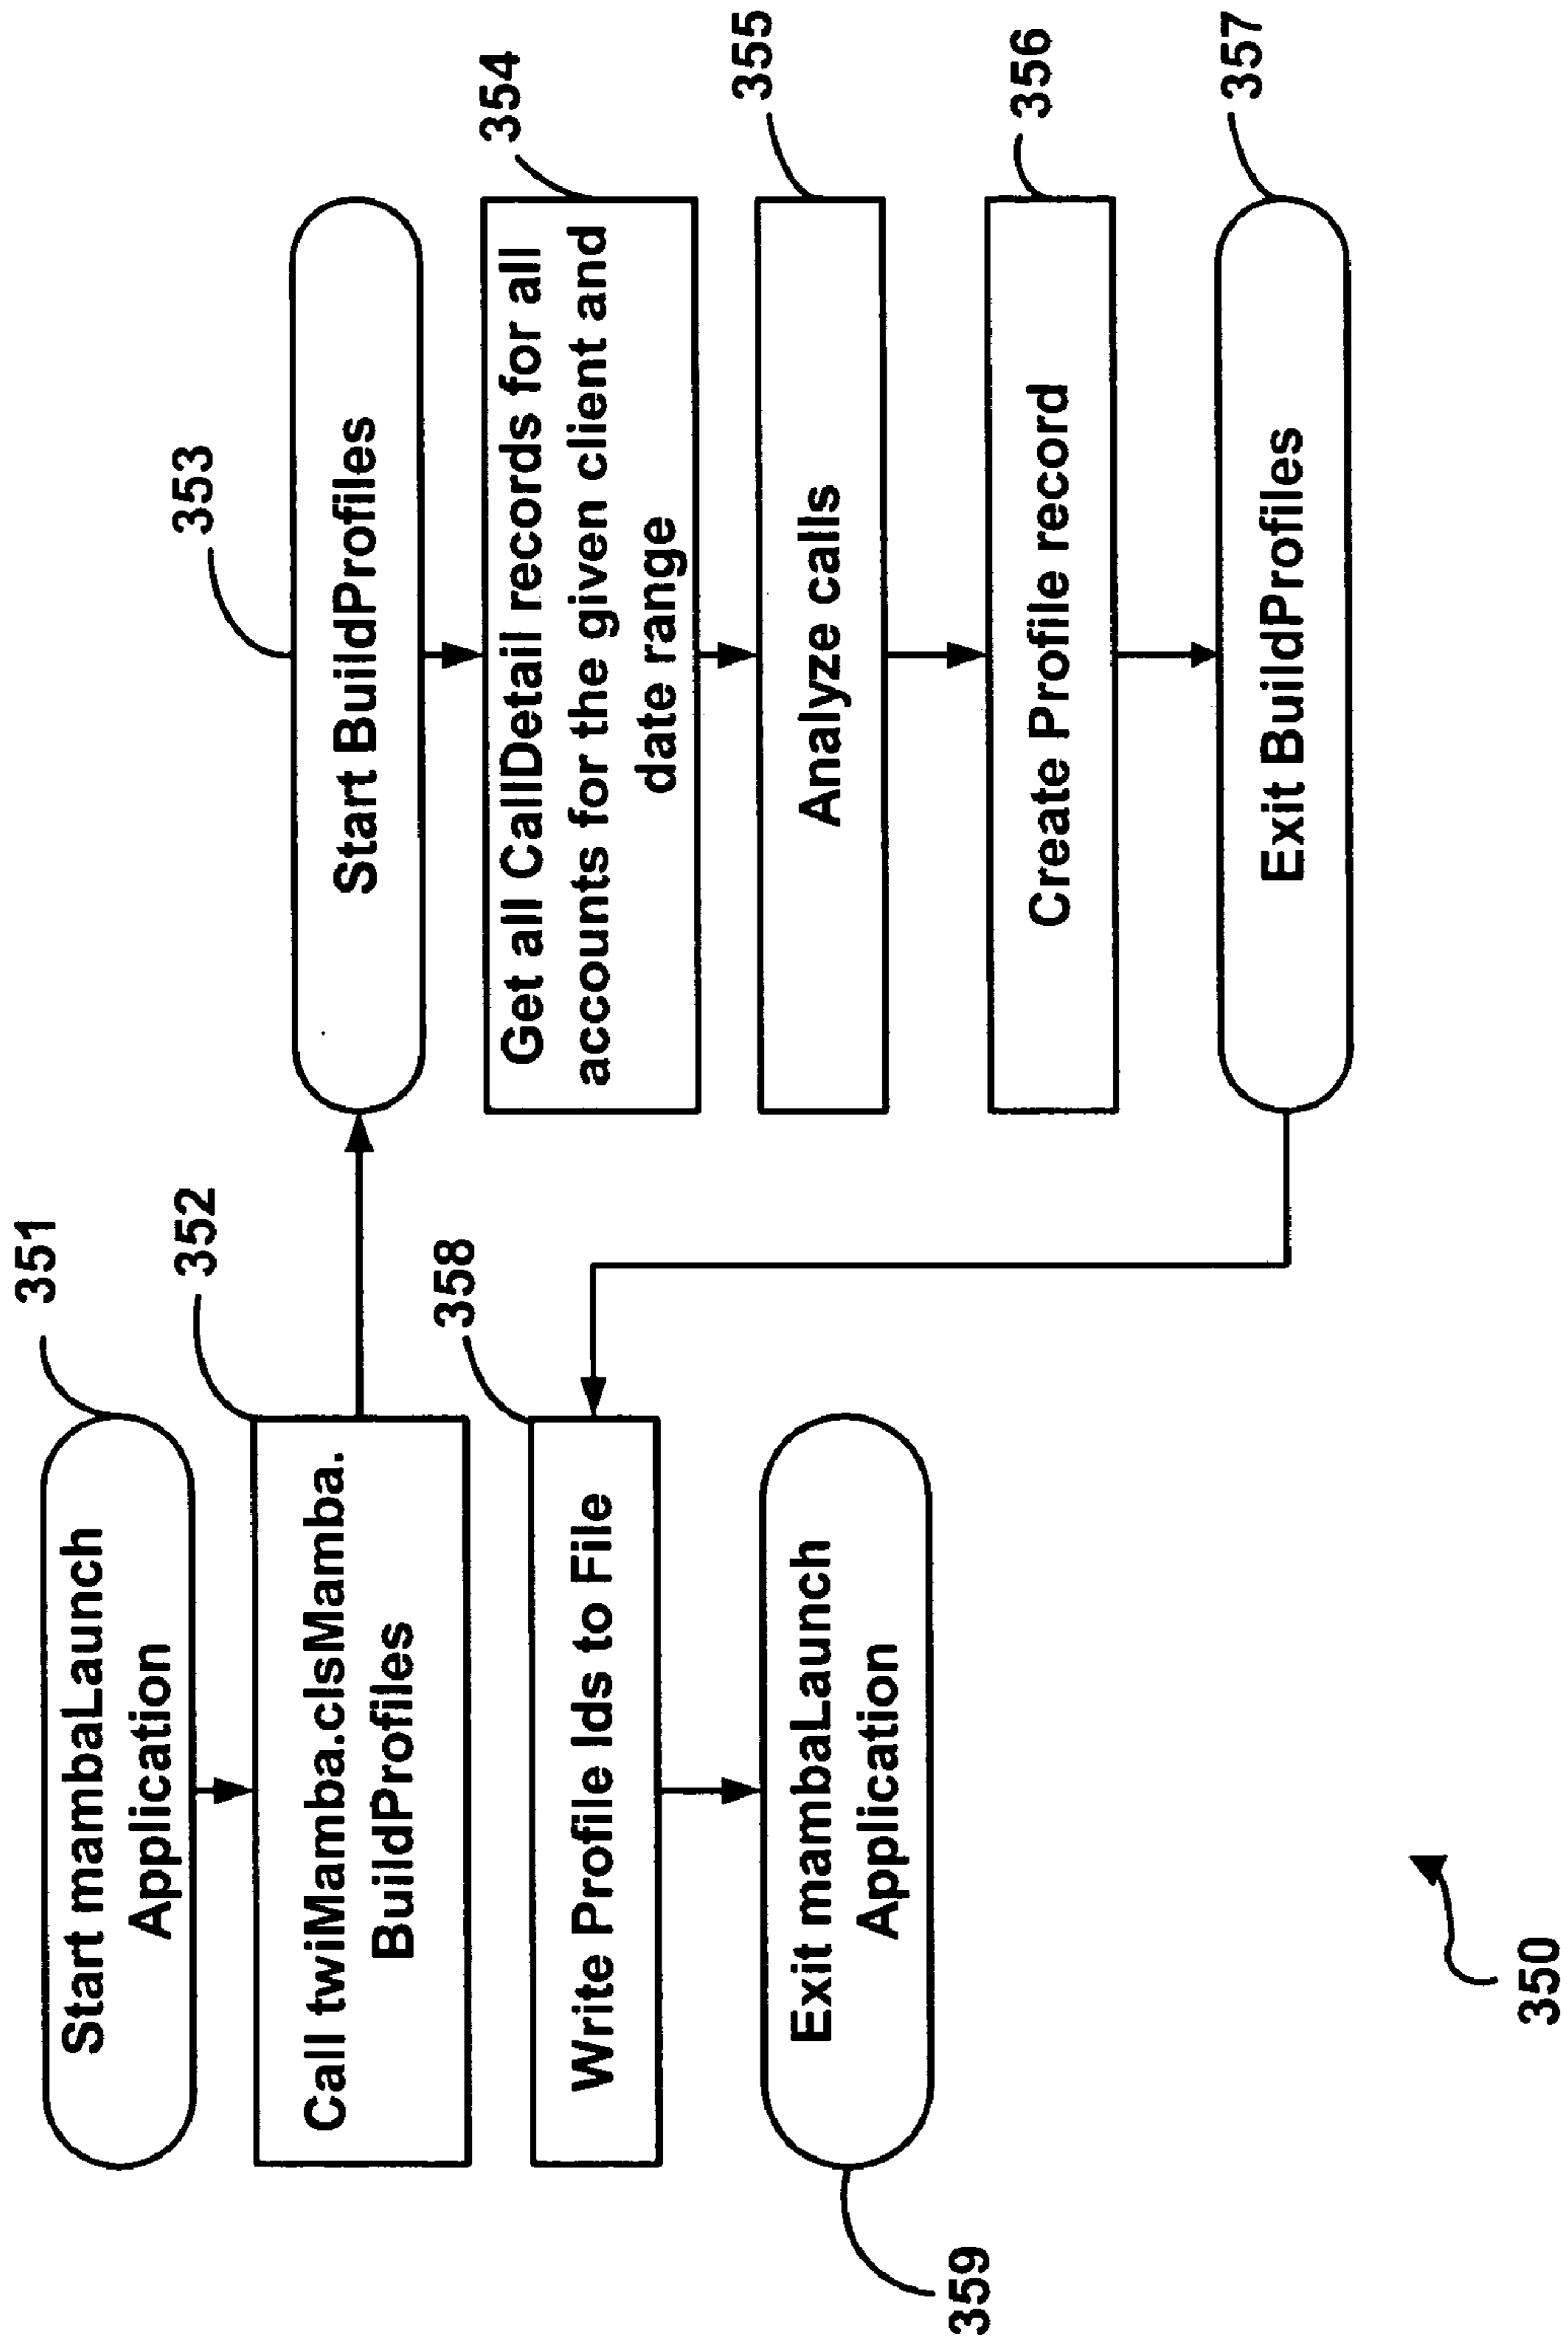 351
Start mambaLaunch
Application
352
Call twiMamba.clsMamba.
BuildProfiles
353
Start BuildProfiles
354
Get all CallDetail records for all
accounts for the given client and
date range
355
Analyze calls
356
Create Profile record
357
Exit BuildProfiles
358
Write Profile Ids to File
359
Exit mambaLaunch
Application
350